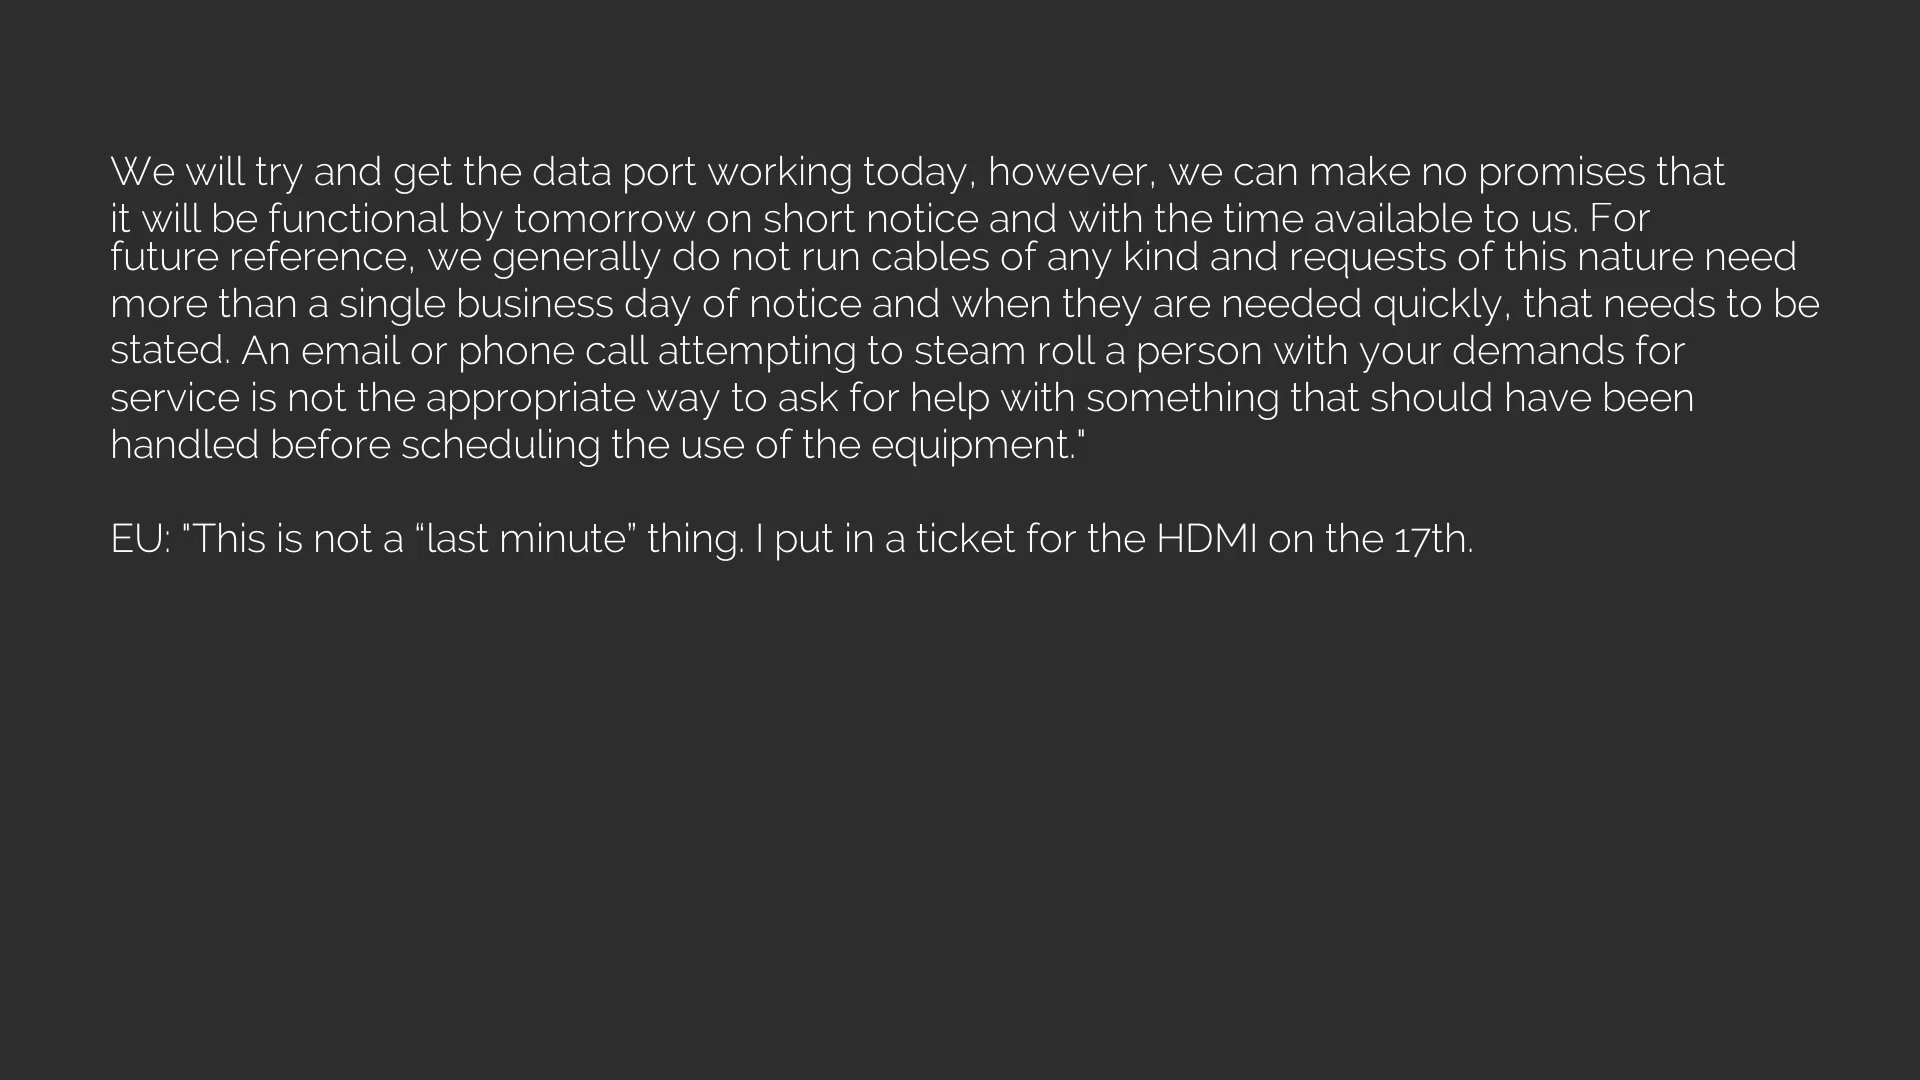 We will try and get the data port working today, however, we can make no promises that
it will be functional by tomorrow on short notice and with the time available to us. For
future reference, we generally do not run cables of any kind and requests of this nature need
more than a single business day of notice and when they are needed quickly, that needs to be
stated. An email or phone call attempting to steam roll a person with your demands for
service is not the appropriate way to ask for help with something that should have been
handled before scheduling the use of the equipment."
EU: "This is not a “last minute” thing. I put in a ticket for the HDMI on the 17th.